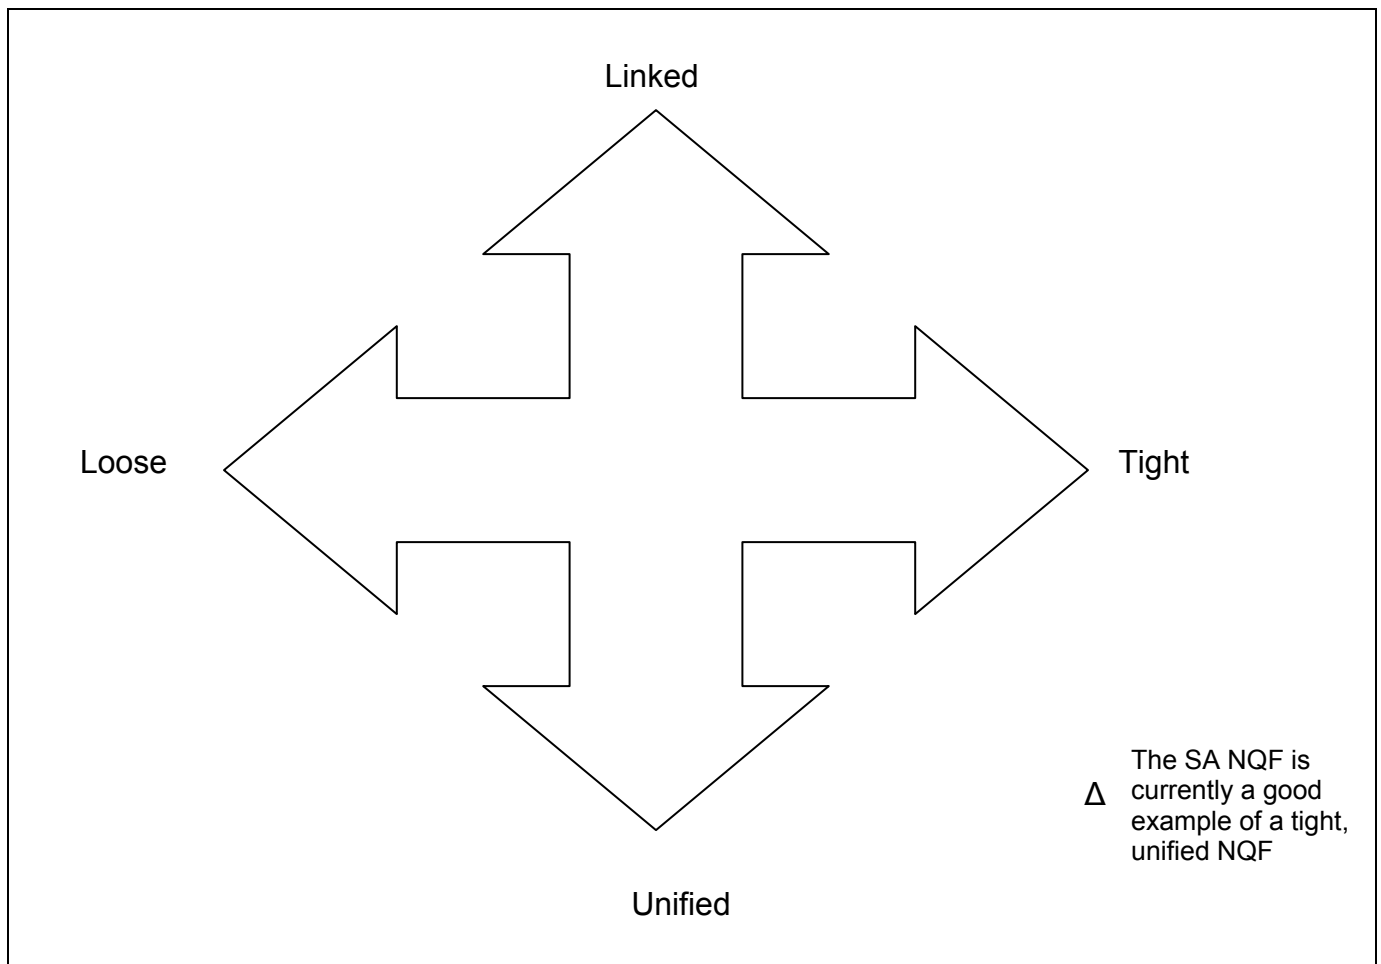 Linked
Loose
Tight
The SA NQF is
Δ currently a good
example of a tight,
unified NQF
Unified